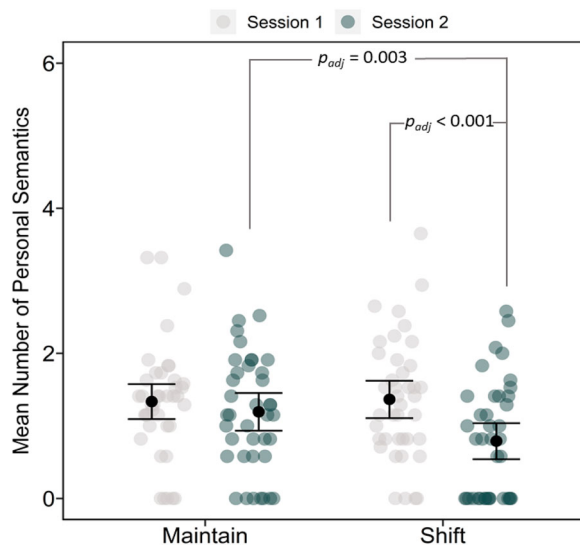 Session 1 Session 2
6
4
2
0
Mean Number of Personal Semantics
p_adj = 0.003
p_adj < 0.001
Maintain Shift